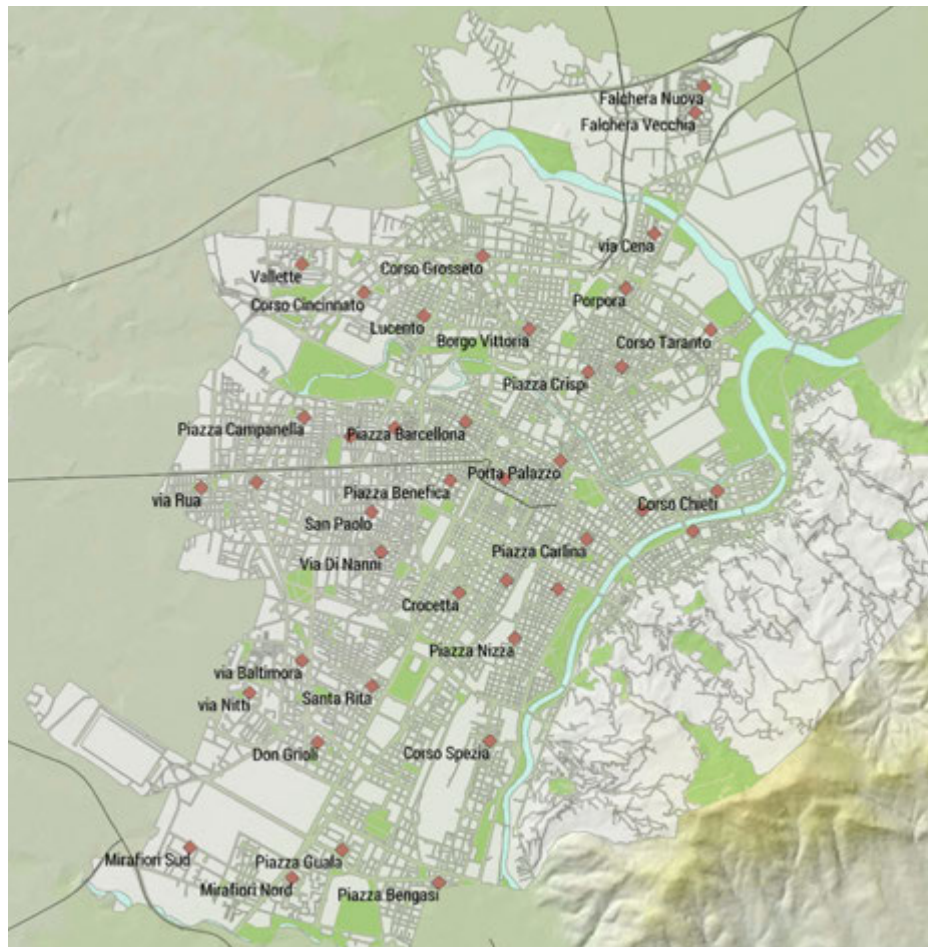 Falchera Nuova
Falchera Vecchia
via Cena
Corso Grosseto
Vallette
Corso Cincinnato
Porpora
Lucento
Borgo Vittoria
Corso Taranto
Piazza Crispi
Piazza Campanella
Piazza Barcellona
Porta Palazzo
via Rua
Piazza Benefica
Corso Chieti
San Paolo
Piazza Carlina
Via Di Nanni
Crocetta
Piazza Nizza
via Baltimora
via Nitti
Santa Rita
Don Grioli
Corso Spezia
Mirafiori Sud
Piazza Guala
Mirafiori Nord
Piazza Bengasi